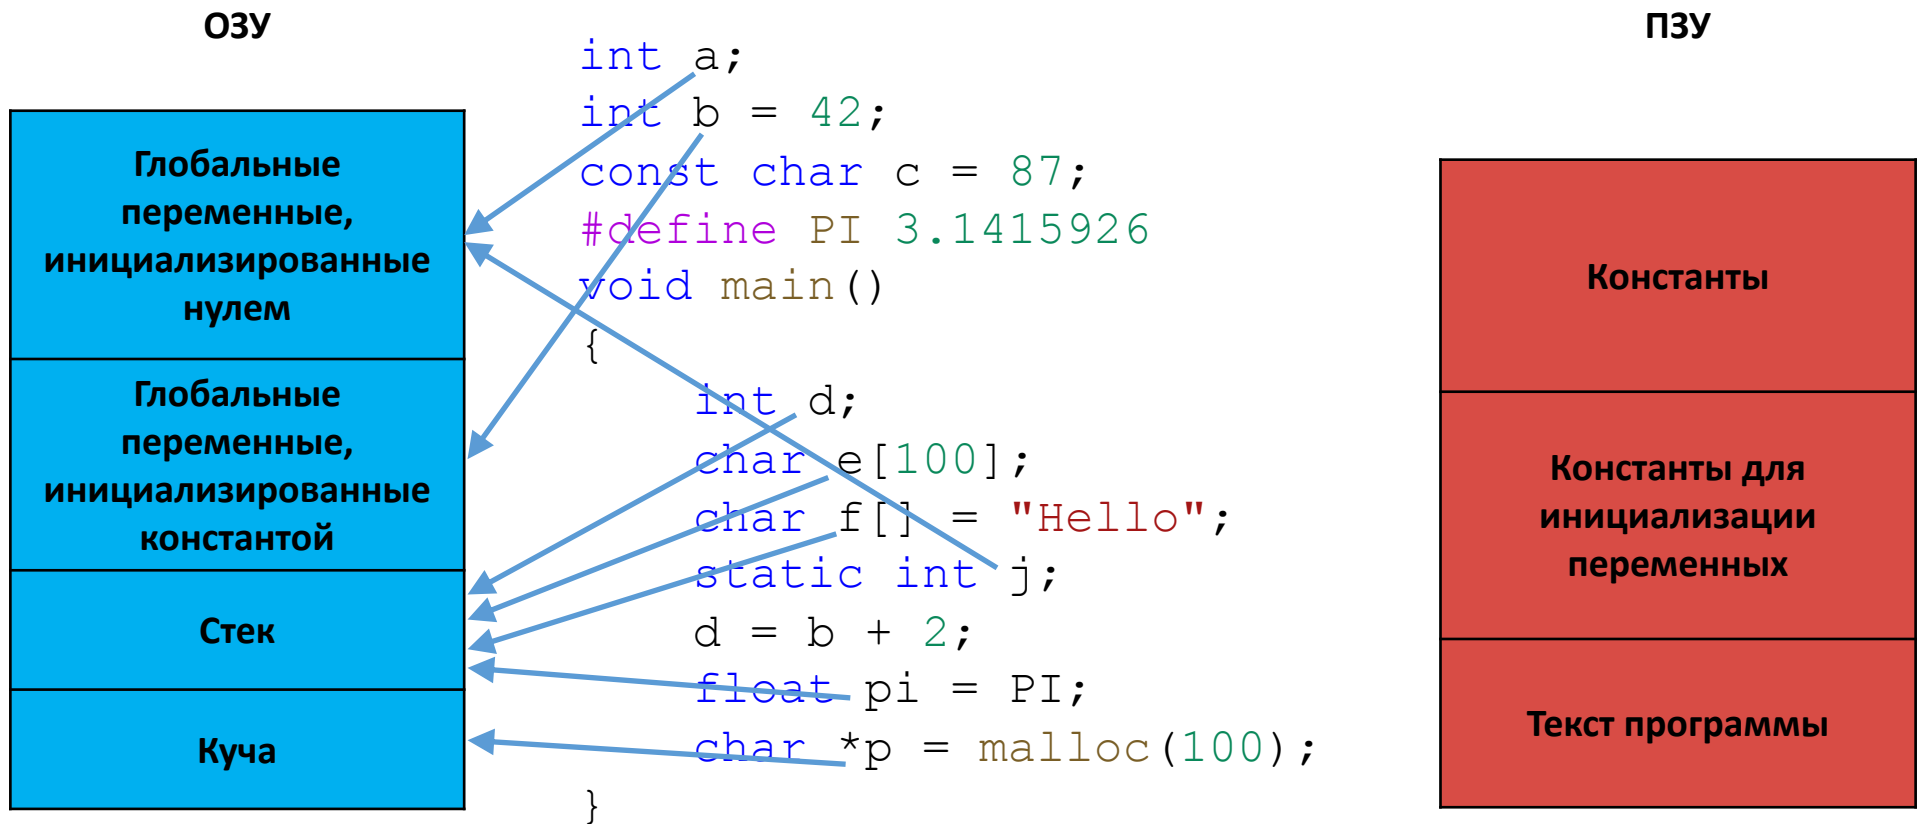 ОЗУ
Глобальные
переменные,
инициализированные
нулем
Глобальные
переменные,
инициализированные
константой
Стек
Куча
int a;
int b = 42;
const char c = 87;
#define PI 3.1415926
void main()
{
int d;
char e[100];
char f[] = "Hello";
static int j;
d = b + 2;
float pi = PI;
char *p = malloc(100);
}
ПЗУ
Константы
Константы для
инициализации
переменных
Текст программы